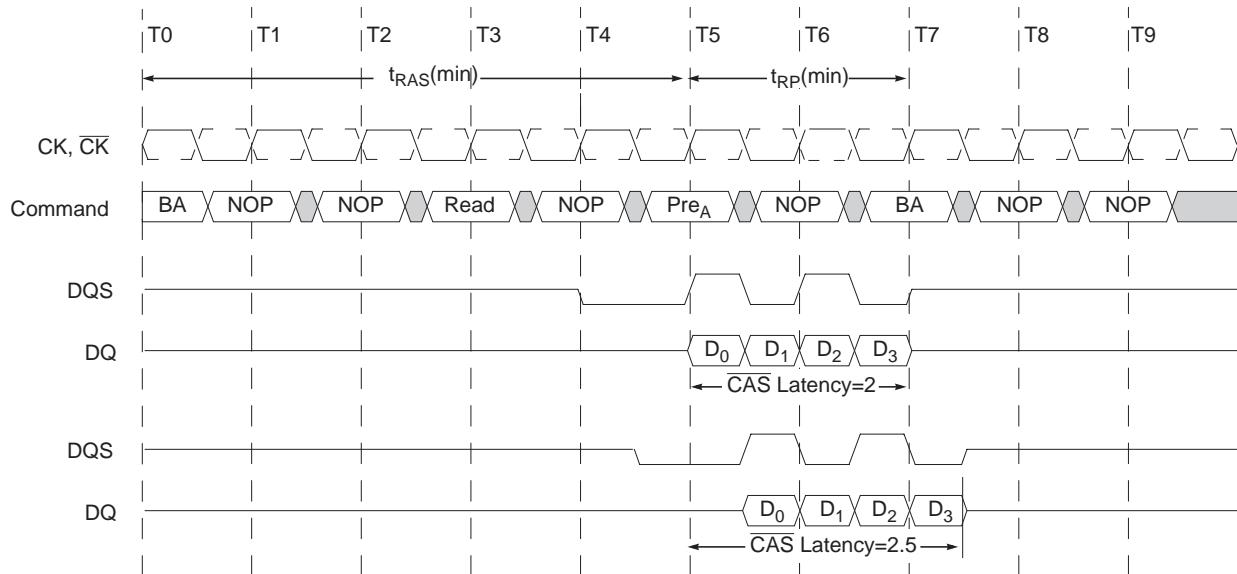 T0 T1 T2 T3 T4 T5 T6 T7 T8 T9
tRAS(min) tRP(min)
CK, CK
Command BA NOP NOP Read NOP PreA NOP BA NOP NOP
DQS
DQ D0 D1 D2 D3
CAS Latency=2
DQS
DQ D0 D1 D2 D3
CAS Latency=2.5